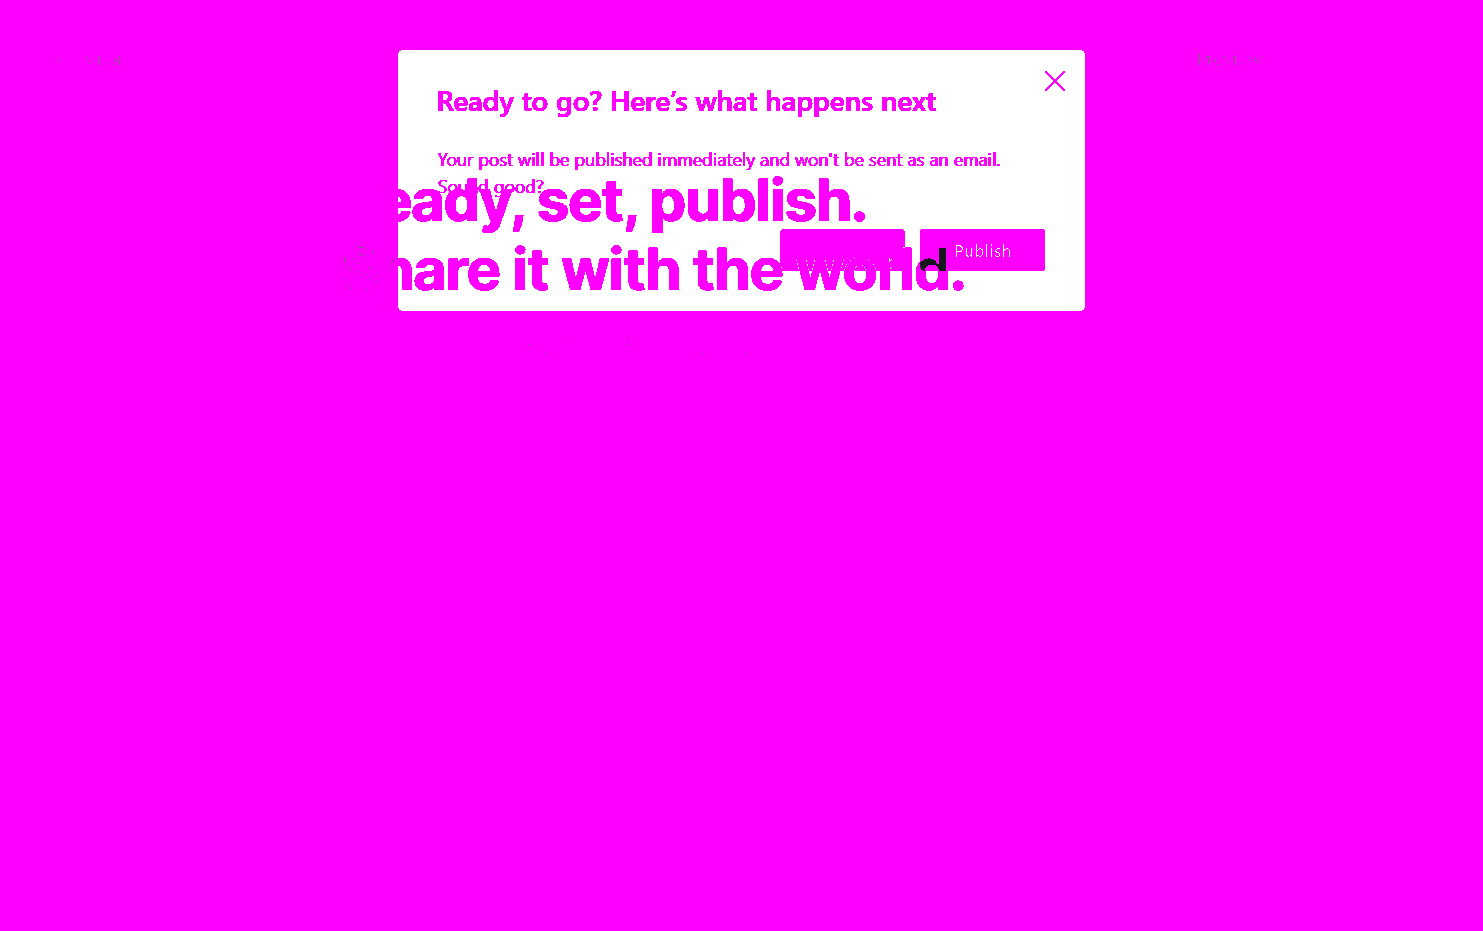 Ready to go? Here's what happens next
Your post will be published immediately and won't be sent as an email.
Sound good?
eady, set, publish.
Publish
hare it with the world.